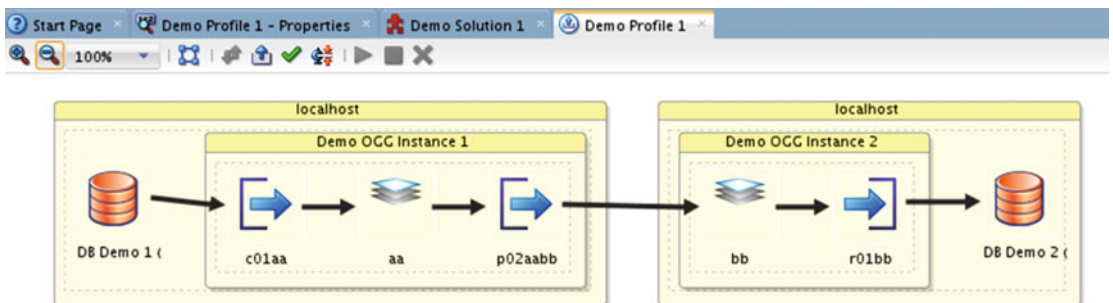 Start Page Demo Profile 1 - Properties Demo Solution 1 Demo Profile 1
100%
localhost localhost
Demo OGG Instance 1 Demo OGG Instance 2
DB Demo 1 ( c01aa aa p02aabb bb r01bb DB Demo 2 (